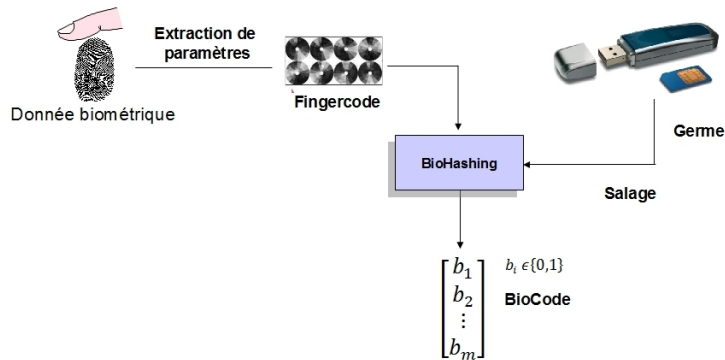 Extraction de
paramètres
Donnée biométrique
Fingercode
Germe
BioHashing
Salage
b₁
b₂
⋮
bₘ
bᵢ ϵ{0,1}
BioCode